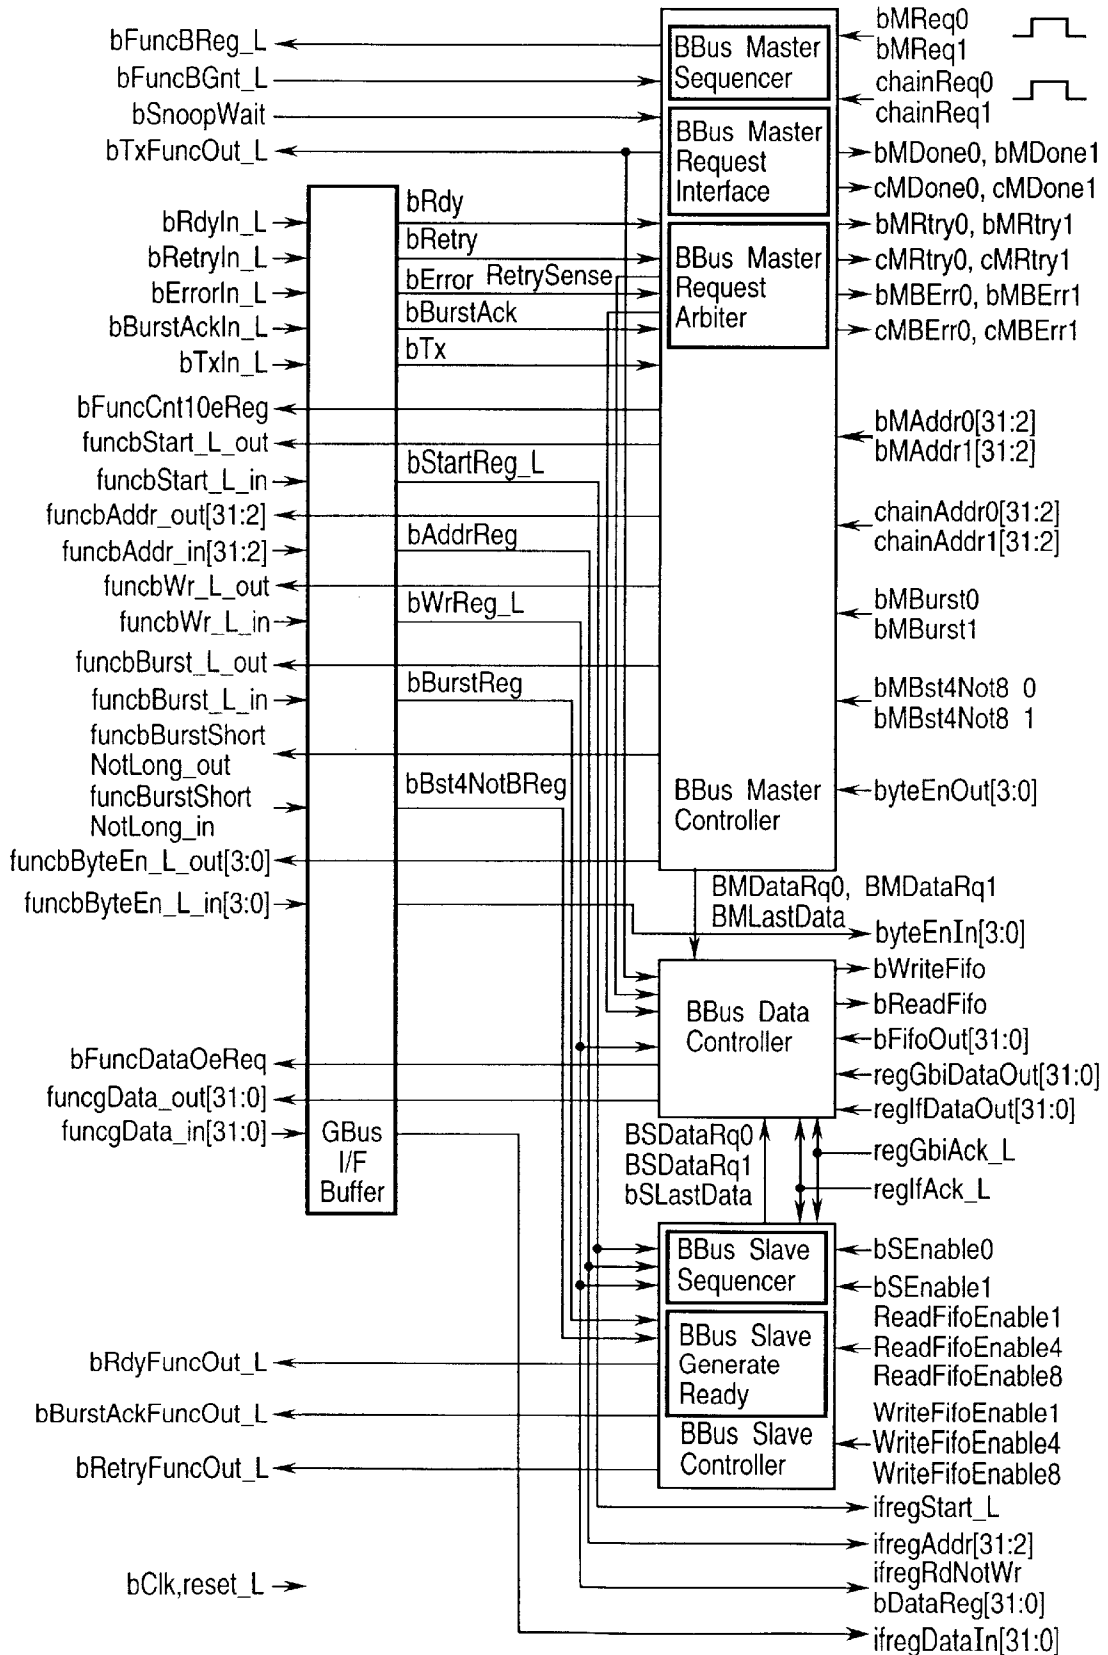 bFuncBReg_L
bFuncBGnt_L
bSnoopWait
bTxFuncOut_L
bRdyIn_L
bRetryIn_L
bErrorIn_L
bBurstAckIn_L
bTxIn_L
bFuncCnt10eReg
funcbStart_L_out
funcbStart_L_in
funcbAddr_out[31:2]
funcbAddr_in[31:2]
funcbWr_L_out
funcbWr_L_in
funcbBurst_L_out
funcbBurst_L_in
funcbBurstShort
NotLong_out
funcBurstShort
NotLong_in
funcbByteEn_L_out[3:0]
funcbByteEn_L_in[3:0]
bFuncDataOeReq
funcgData_out[31:0]
funcgData_in[31:0]
bRdyFuncOut_L
bBurstAckFuncOut_L
bRetryFuncOut_L
bClk,reset_L
GBus
I/F
Buffer
bRdy
bRetry
bError RetrySense
bBurstAck
bTx
bStartReg_L
bAddrReg
bWrReg_L
bBurstReg
bBst4NotBReg
BBus Master
Sequencer
BBus Master
Request
Interface
BBus Master
Request
Arbiter
BBus Master
Controller
BMDataRq0, BMDataRq1
BMLastData
BBus Data
Controller
BSDataRq0
BSDataRq1
bSLastData
BBus Slave
Sequencer
BBus Slave
Generate
Ready
BBus Slave
Controller
bMReq0
bMReq1
chainReq0
chainReq1
bMDone0, bMDone1
cMDone0, cMDone1
bMRtry0, bMRtry1
cMRtry0, cMRtry1
bMBErr0, bMBErr1
cMBErr0, cMBErr1
bMAddr0[31:2]
bMAddr1[31:2]
chainAddr0[31:2]
chainAddr1[31:2]
bMBurst0
bMBurst1
bMBst4Not8 0
bMBst4Not8 1
byteEnOut[3:0]
byteEnIn[3:0]
bWriteFifo
bReadFifo
bFifoOut[31:0]
regGbiDataOut[31:0]
regIfDataOut[31:0]
regGbiAck_L
regIfAck_L
bSEnable0
bSEnable1
ReadFifoEnable1
ReadFifoEnable4
ReadFifoEnable8
WriteFifoEnable1
WriteFifoEnable4
WriteFifoEnable8
ifregStart_L
ifregAddr[31:2]
ifregRdNotWr
bDataReg[31:0]
ifregDataIn[31:0]